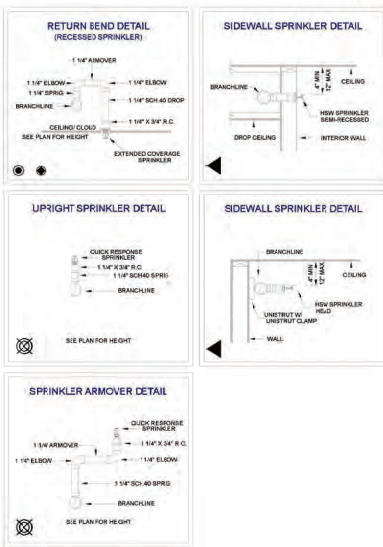 RETURN BEND DETAIL
(RECESSED SPRINKLER)
1 1/4" ARMOVER
1 1/4" ELBOW
1 1/4" ELBOW
1 1/4" SPRIG
1 1/4" SCH.40 DROP
BRANCHLINE
1 1/4" X 3/4" R.C.
CEILING/ CLOUD
SEE PLAN FOR HEIGHT
EXTENDED COVERAGE
SPRINKLER
SIDEWALL SPRINKLER DETAIL
4" MIN
12" MAX
CEILING
BRANCHLINE
HSW SPRINKLER
SEMI-RECESSED
DROP CEILING
INTERIOR WALL
UPRIGHT SPRINKLER DETAIL
QUICK RESPONSE
SPRINKLER
1 1/4" X 3/4" R.C
1 1/4" SCH40 SPRIG
BRANCHLINE
SEE PLAN FOR HEIGHT
SIDEWALL SPRINKLER DETAIL
BRANCHLINE
4" MIN
12" MAX
CEILING
HSW SPRINKLER
HEAD
UNISTRUT W/
UNISTRUT CLAMP
WALL
SPRINKLER ARMOVER DETAIL
QUICK RESPONSE
SPRINKLER
1 1/4" ARMOVER
1 1/4" X 3/4" R.C.
1 1/4" ELBOW
1 1/4" ELBOW
1 1/4" SCH.40 SPRIG
BRANCHLINE
SEE PLAN FOR HEIGHT